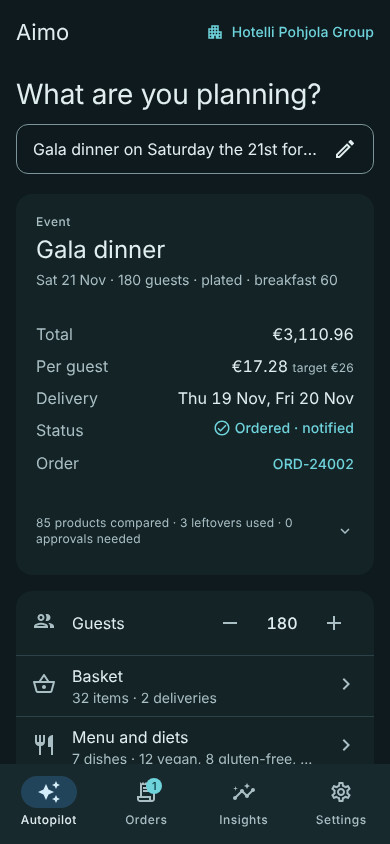 Aimo
Hotelli Pohjola Group
What are you planning?
Gala dinner on Saturday the 21st for...
Event
Gala dinner
Sat 21 Nov · 180 guests · plated · breakfast 60
Total €3,110.96
Per guest €17.28 target €26
Delivery Thu 19 Nov, Fri 20 Nov
Status Ordered · notified
Order ORD-24002
85 products compared · 3 leftovers used · 0
approvals needed
Guests 180
Basket
32 items · 2 deliveries
Menu and diets
7 dishes · 12 vegan, 8 gluten-free, ...
1
Autopilot Orders Insights Settings